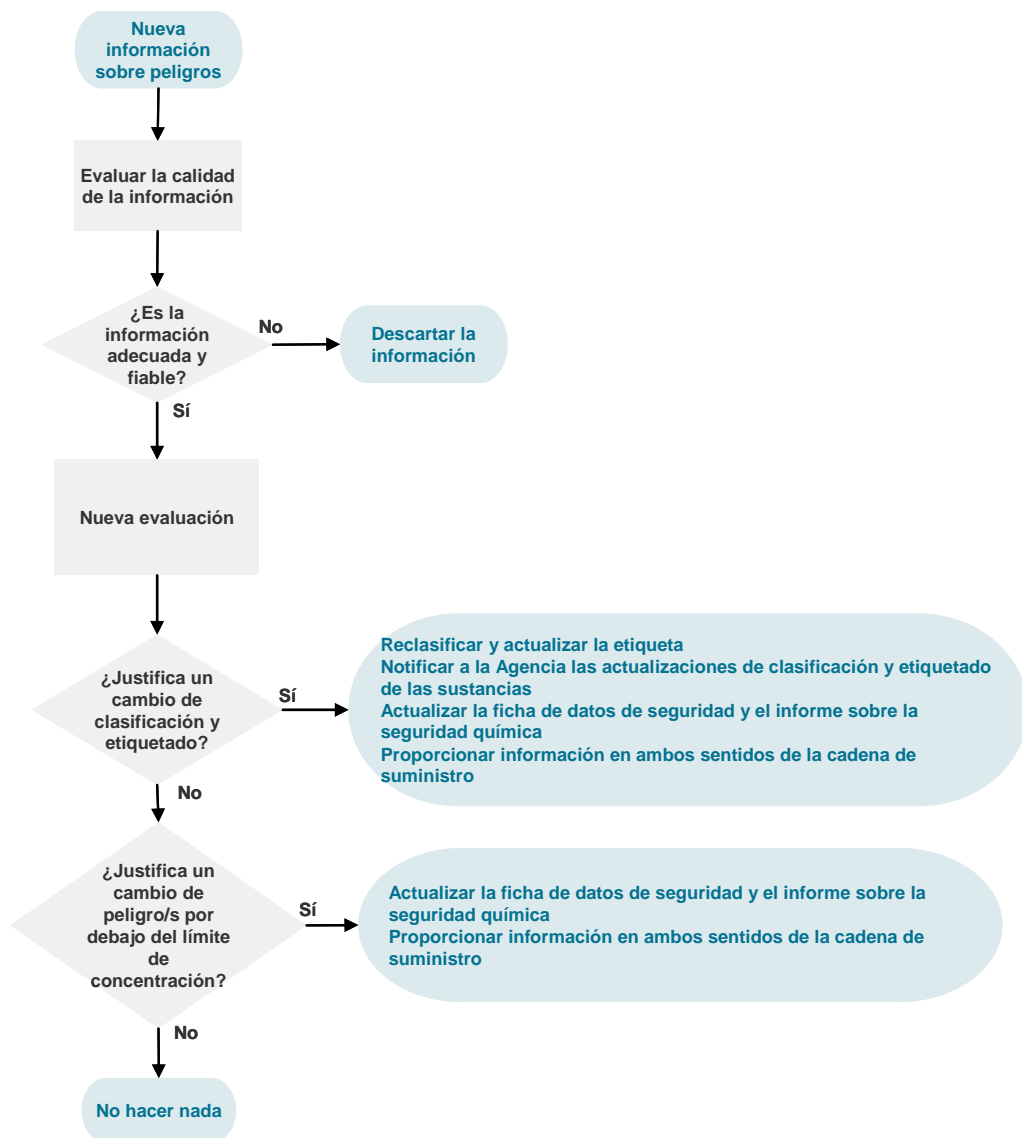 Nueva
información
sobre peligros
Evaluar la calidad
de la información
¿Es la
información
adecuada y
fiable?
No
Descartar la
información
Sí
Nueva evaluación
¿Justifica un
cambio de
clasificación y
etiquetado?
Sí
Reclasificar y actualizar la etiqueta
Notificar a la Agencia las actualizaciones de clasificación y etiquetado
de las sustancias
Actualizar la ficha de datos de seguridad y el informe sobre la
seguridad química
Proporcionar información en ambos sentidos de la cadena de
suministro
No
¿Justifica un
cambio de
peligro/s por
debajo del límite
de
concentración?
Sí
Actualizar la ficha de datos de seguridad y el informe sobre la
seguridad química
Proporcionar información en ambos sentidos de la cadena de
suministro
No
No hacer nada